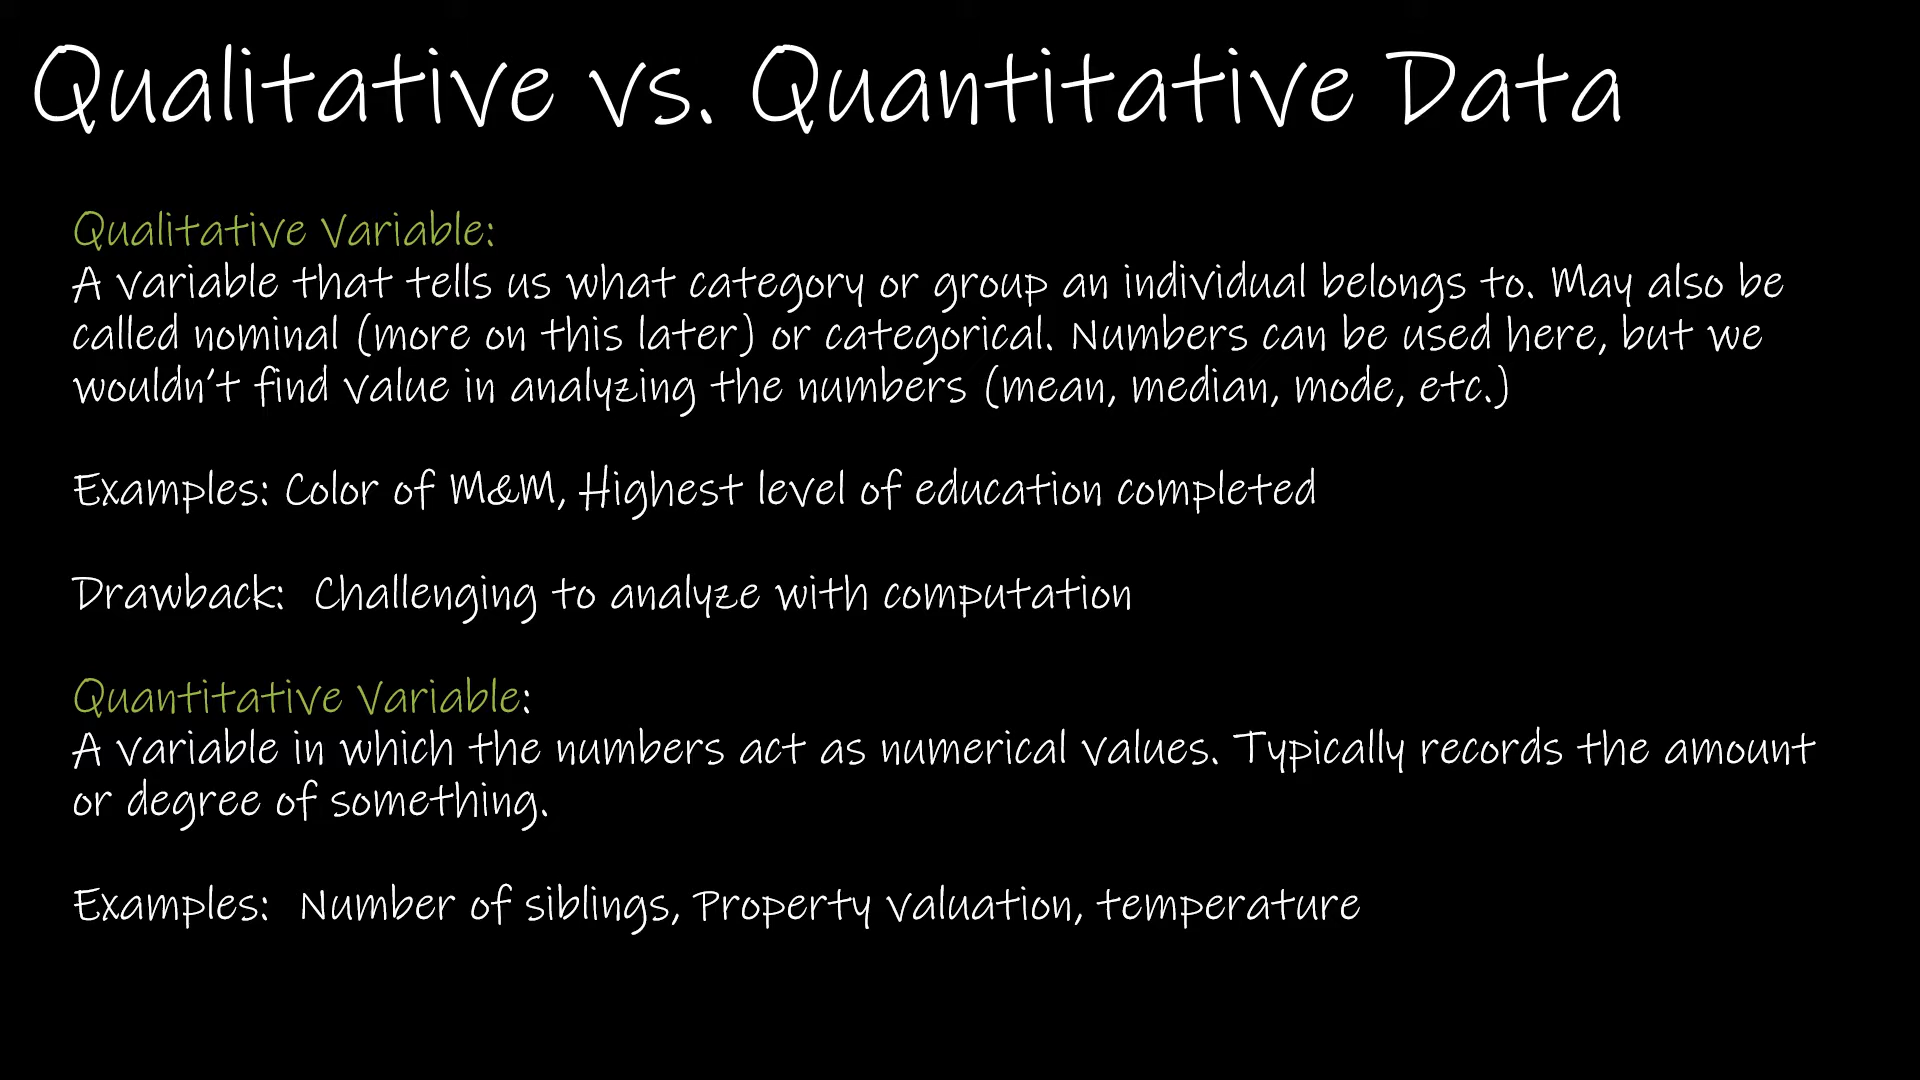 Qualitative vs. Quantitative Data
Qualitative Variable:
A variable that tells us what category or group an individual belongs to. May also be
called nominal (more on this later) or categorical. Numbers can be used here, but we
wouldn't find value in analyzing the numbers (mean, median, mode, etc.)
Examples: Color of M&M, Highest level of education completed
Drawback:  Challenging to analyze with computation
Quantitative Variable:
A variable in which the numbers act as numerical values. Typically records the amount
or degree of something.
Examples:  Number of siblings, Property valuation, temperature